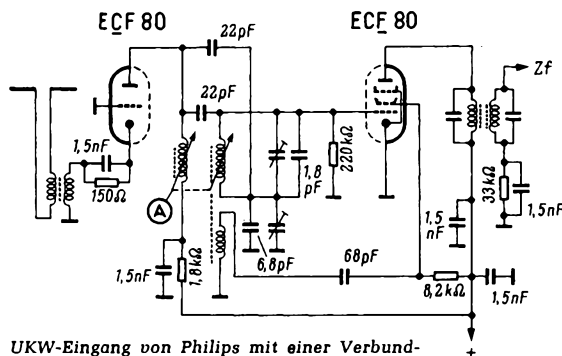 ECF 80
ECF 80
22pF
Zf
22pF
1,5nF
150Ω
1,8 pF
220kΩ
33kΩ
1,5nF
A
1,5 nF
6,8pF
68pF
1,5nF
1,8kΩ
8,2kΩ
1,5nF
+
UKW-Eingang von Philips mit einer Verbund-